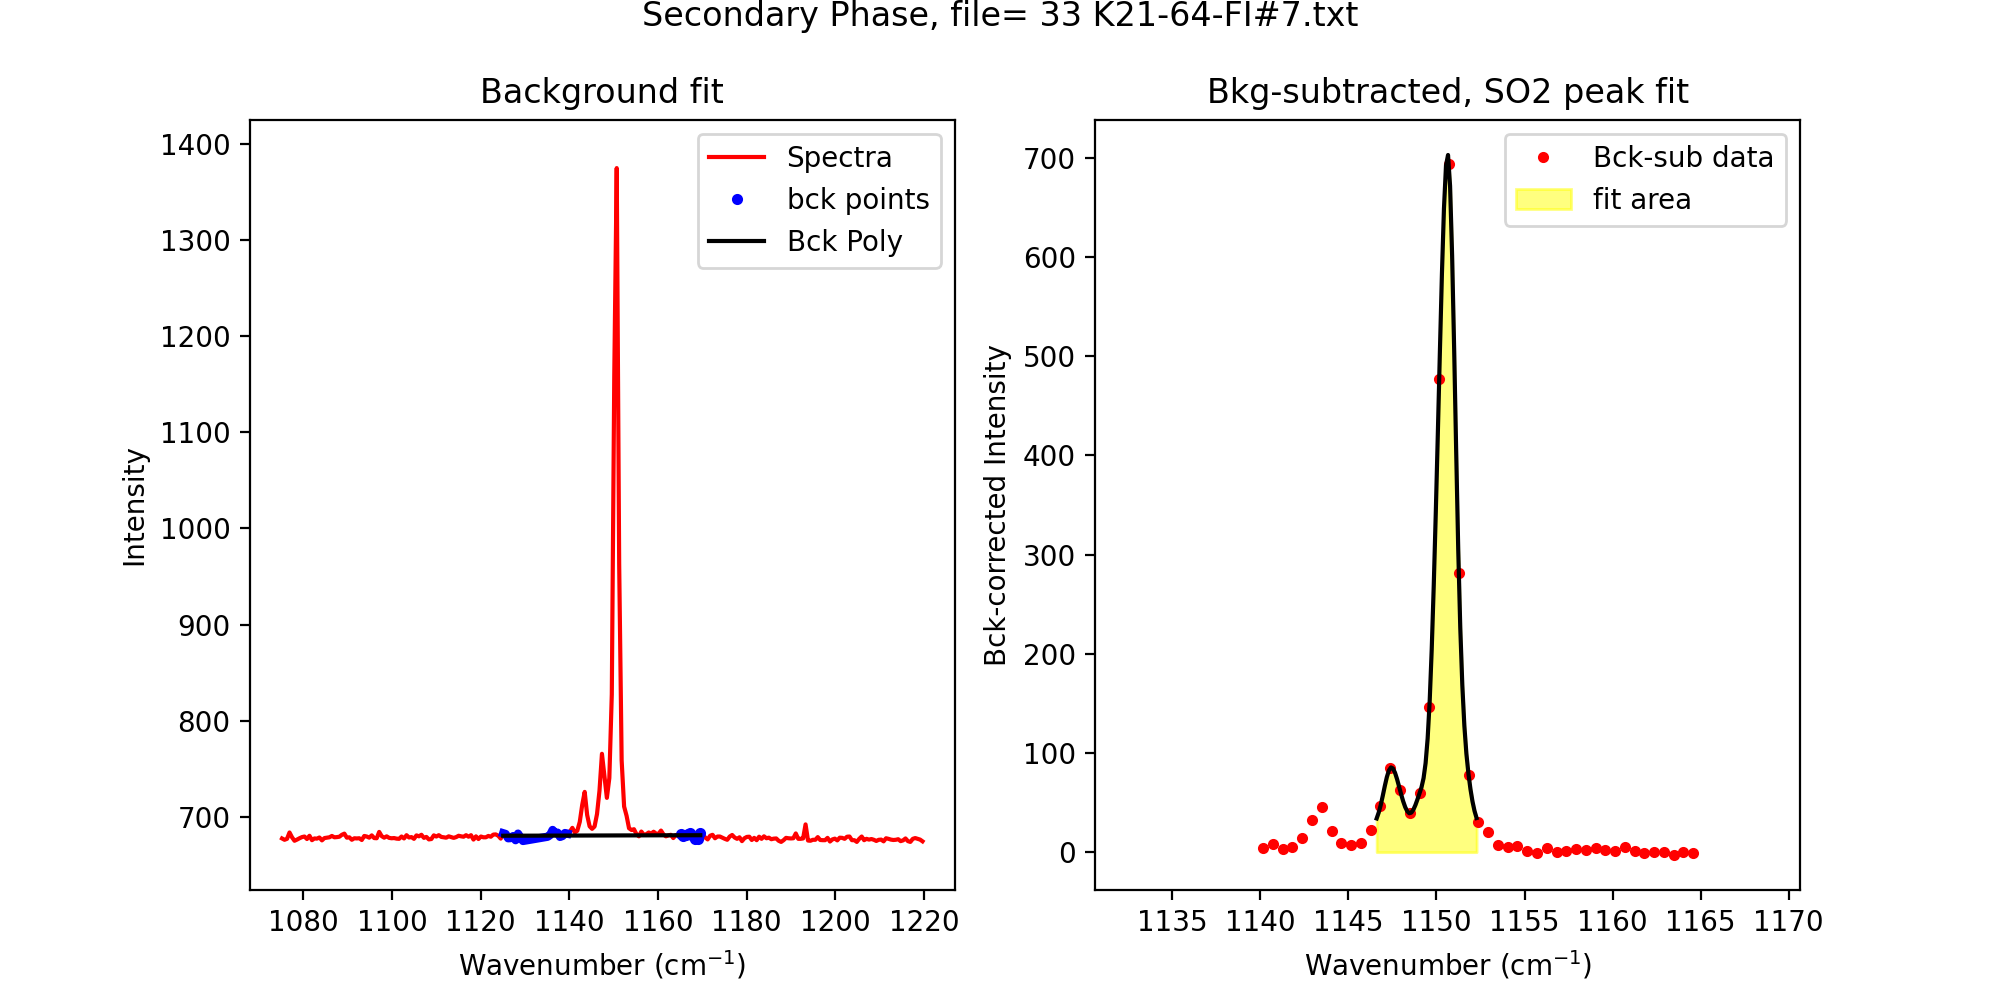 Secondary Phase, file= 33 K21-64-FI#7.txt
Background fit
Intensity
1400
1300
1200
1100
1000
900
800
700
1080 1100 1120 1140 1160 1180 1200 1220
Wavenumber (cm⁻¹)
Spectra
bck points
Bck Poly
Bkg-subtracted, SO2 peak fit
Bck-corrected Intensity
700
600
500
400
300
200
100
0
1135 1140 1145 1150 1155 1160 1165 1170
Wavenumber (cm⁻¹)
Bck-sub data
fit area